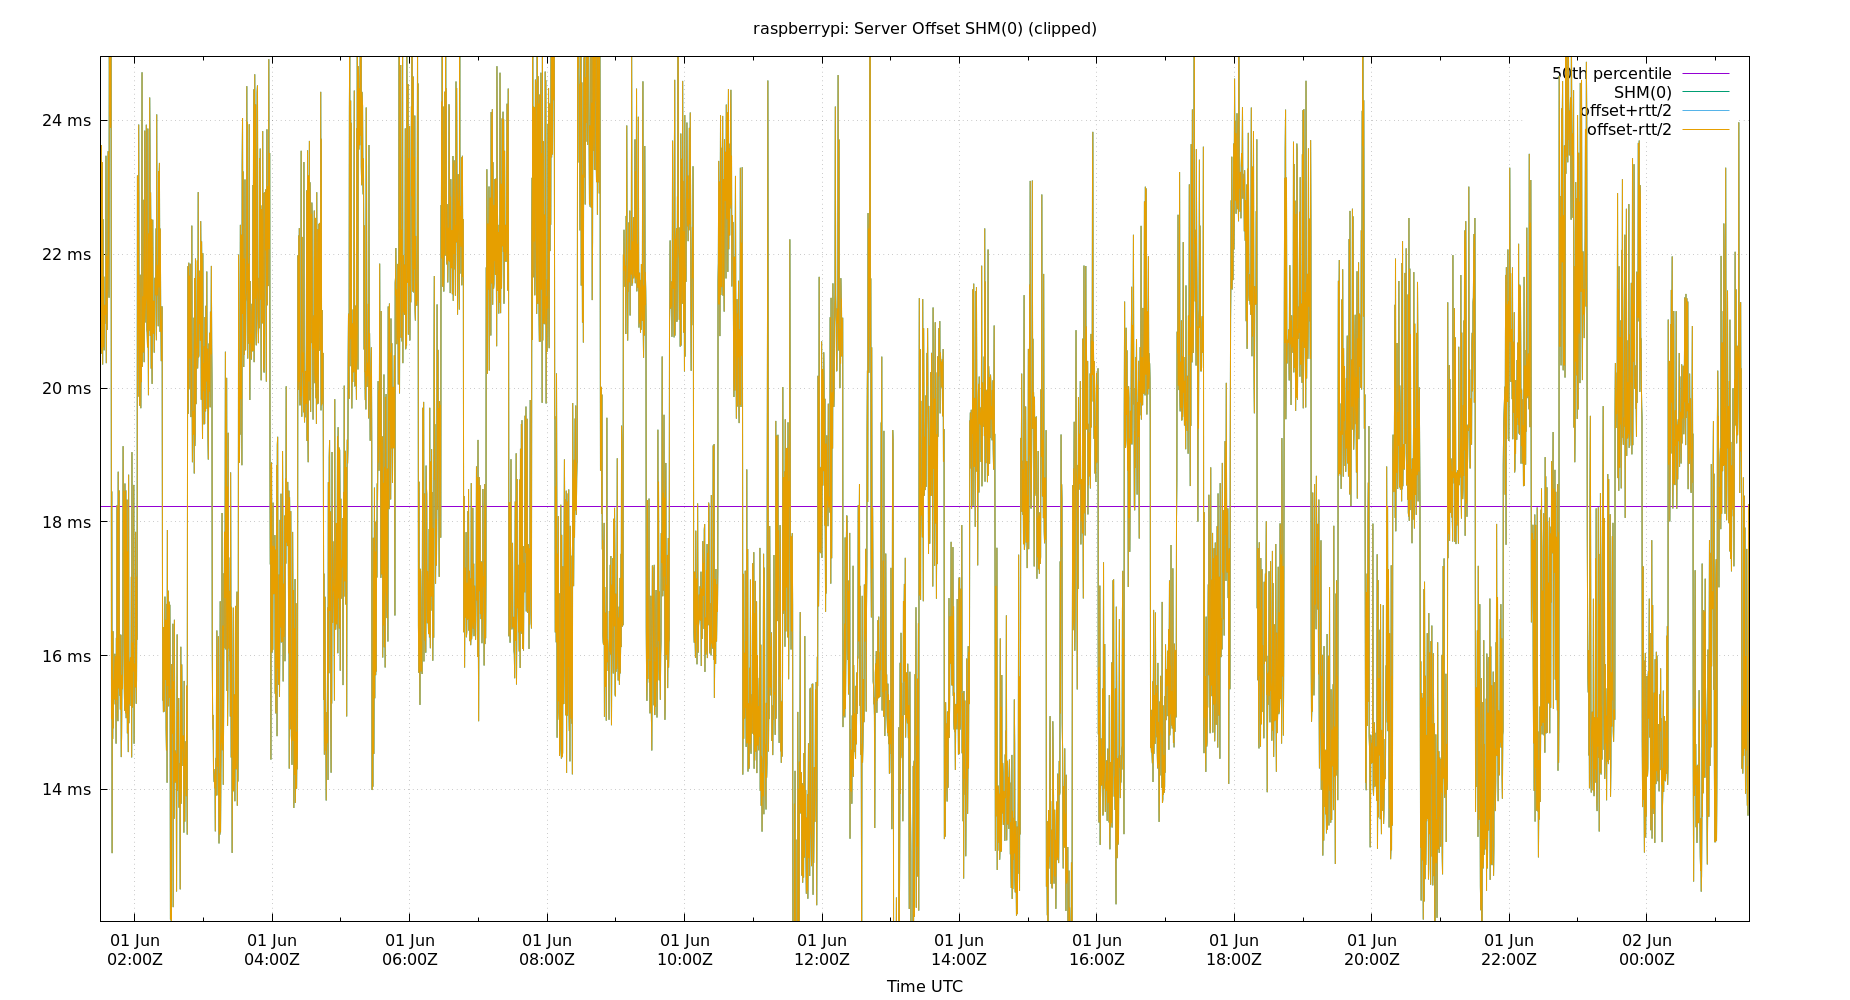 raspberrypi: Server Offset SHM(0) (clipped)
50th percentile
SHM(0)
offset+rtt/2
offset-rtt/2
24 ms
22 ms
20 ms
18 ms
16 ms
14 ms
01 Jun 01 Jun 01 Jun 01 Jun 01 Jun 01 Jun 01 Jun 01 Jun 01 Jun 01 Jun 01 Jun 02 Jun
02:00Z 04:00Z 06:00Z 08:00Z 10:00Z 12:00Z 14:00Z 16:00Z 18:00Z 20:00Z 22:00Z 00:00Z
Time UTC